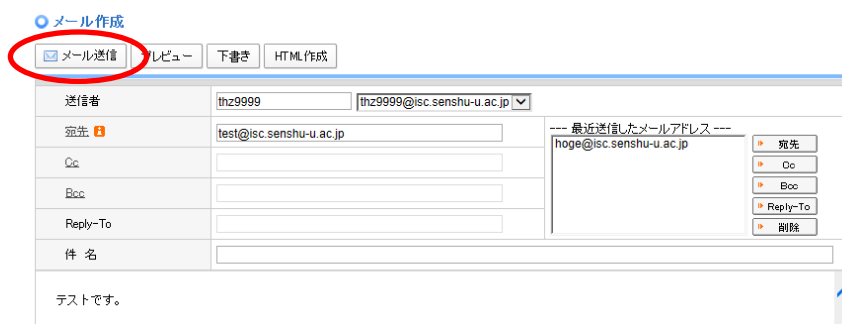 メール作成
メール送信 プレビュー 下書き HTML作成
送信者 thz9999 thz9999@isc.senshu-u.ac.jp
宛先 test@isc.senshu-u.ac.jp
--- 最近送信したメールアドレス ---
hoge@isc.senshu-u.ac.jp
宛先
Cc
Cc
Bcc
Bcc
Reply-To
Reply-To
削除
件 名
テストです。